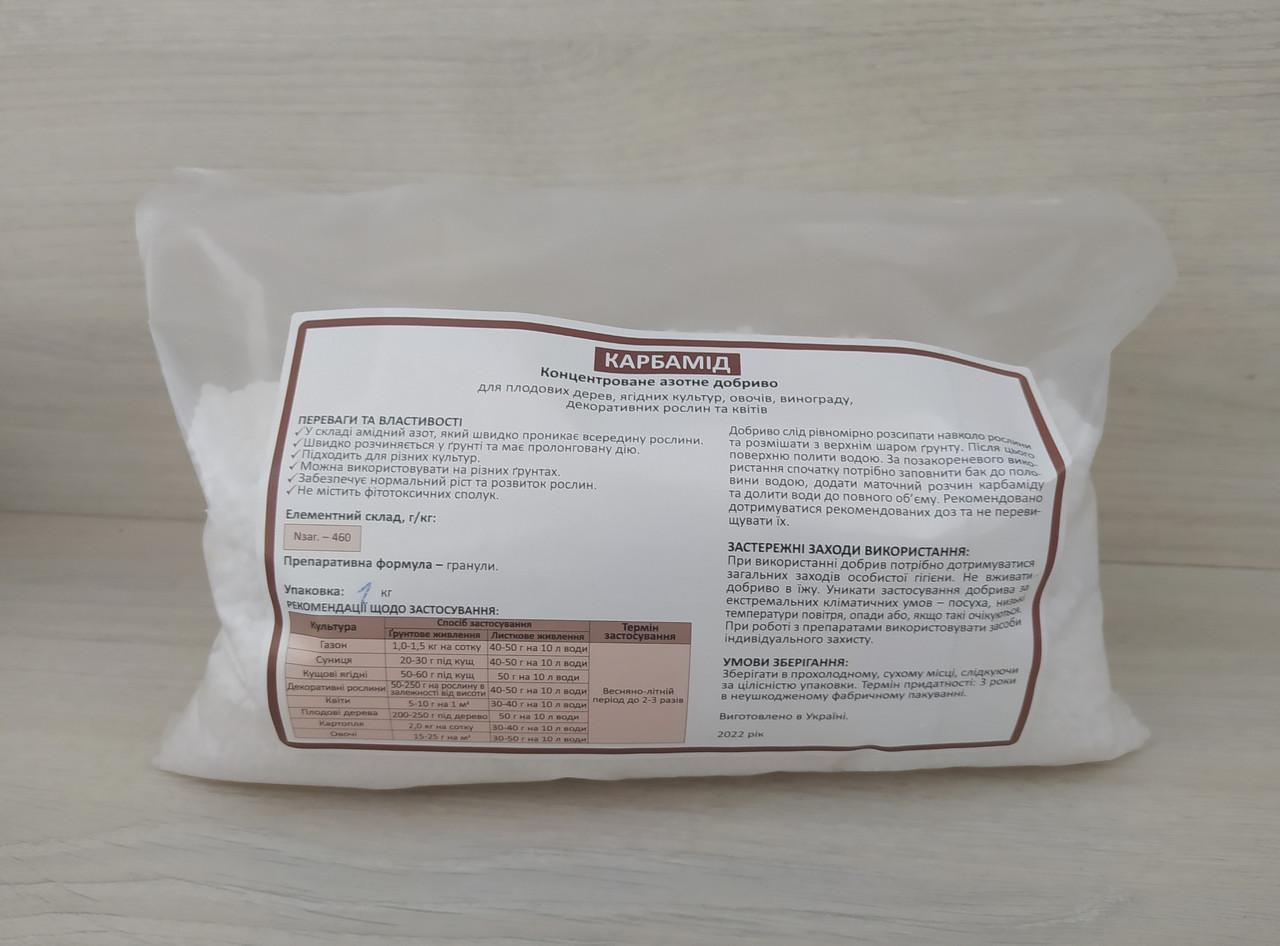 КАРБАМІД
Концентроване азотне добриво
для плодових дерев, ягідних культур, овочів, винограду,
декоративних рослин та квітів
ПЕРЕВАГИ ТА ВЛАСТИВОСТІ
✓У складі амідний азот, який швидко проникає всередину рослини.
✓Швидко розчиняється у ґрунті та має пролонговану дію.
✓Підходить для різних культур.
✓Можна використовувати на різних ґрунтах.
✓Забезпечує нормальний ріст та розвиток рослин.
✓Не містить фітотоксичних сполук.
Елементний склад, г/кг:
Nзаг. – 460
Препаративна формула – гранули.
Упаковка: 1 кг
РЕКОМЕНДАЦІЇ ЩОДО ЗАСТОСУВАННЯ:
Культура Спосіб застосування Термін застосування
Ґрунтове живлення Листкове живлення
Газон 1,0-1,5 кг на сотку 40-50 г на 10 л води
Суниця 20-30 г під кущ 40-50 г на 10 л води
Кущові ягідні 50-60 г під кущ 50 г на 10 л води
Декоративні рослини 50-250 г на рослину в залежності від висоти 40-50 г на 10 л води
Квіти 5-10 г на 1 м² 30-40 г на 10 л води
Плодові дерева 200-250 г під дерево 50 г на 10 л води
Картопля 2,0 кг на сотку 30-40 г на 10 л води
Овочі 15-25 г на м² 30-50 г на 10 л води
Весняно-літній
період до 2-3 разів
Добриво слід рівномірно розсипати навколо рослини
та розмішати з верхнім шаром ґрунту. Після цього
поверхню полити водою. За позакореневого вико-
ристання спочатку потрібно заповнити бак до поло-
вини водою, додати маточний розчин карбаміду
та долити води до повного об’єму. Рекомендовано
дотримуватися рекомендованих доз та не переви-
щувати їх.
ЗАСТЕРЕЖНІ ЗАХОДИ ВИКОРИСТАННЯ:
При використанні добрив потрібно дотримуватися
загальних заходів особистої гігієни. Не вживати
добриво в їжу. Уникати застосування добрива за
екстремальних кліматичних умов – посуха, низькі
температури повітря, опади або, якщо такі очікуються.
При роботі з препаратами використовувати засоби
індивідуального захисту.
УМОВИ ЗБЕРІГАННЯ:
Зберігати в прохолодному, сухому місці, слідкуючи
за цілісністю упаковки. Термін придатності: 3 роки
в неушкодженому фабричному пакуванні.
Виготовлено в Україні.
2022 рік